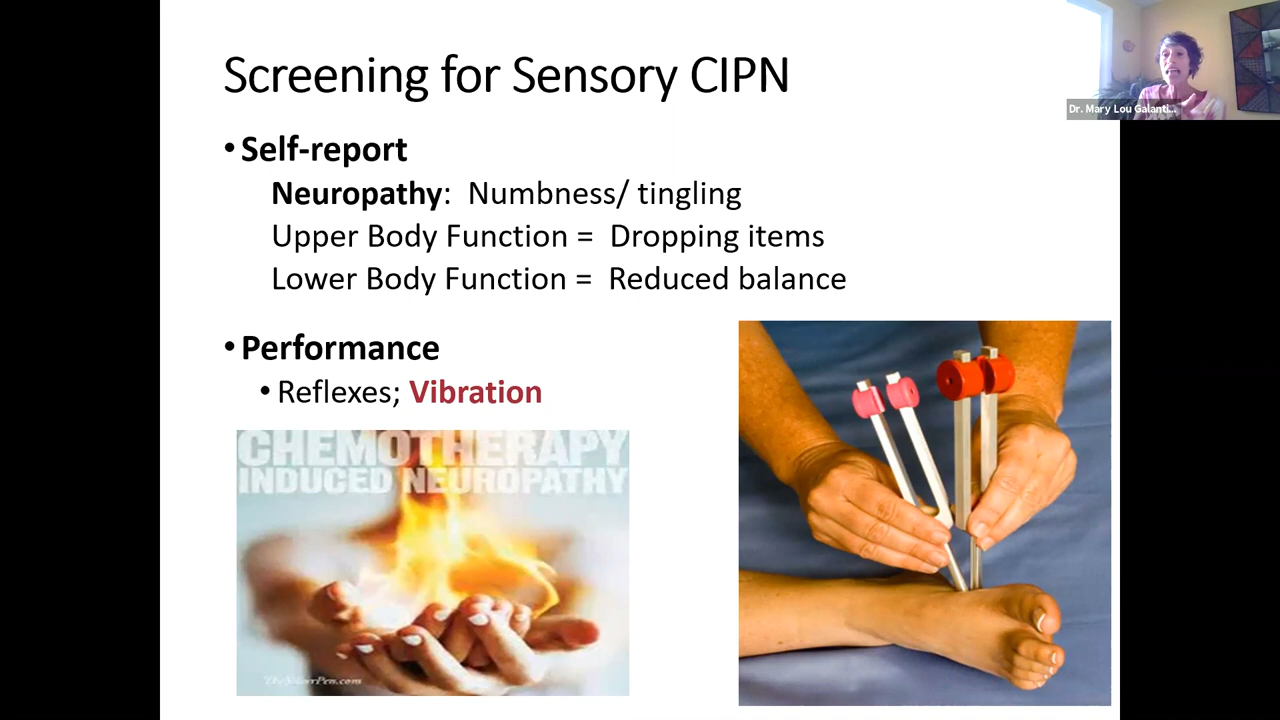 Screening for Sensory CIPN
Dr. Mary Lou Galanti...
• Self-report
Neuropathy: Numbness/ tingling
Upper Body Function = Dropping items
Lower Body Function = Reduced balance
• Performance
• Reflexes; Vibration
CHEMOTHERAPY
INDUCED NEUROPATHY